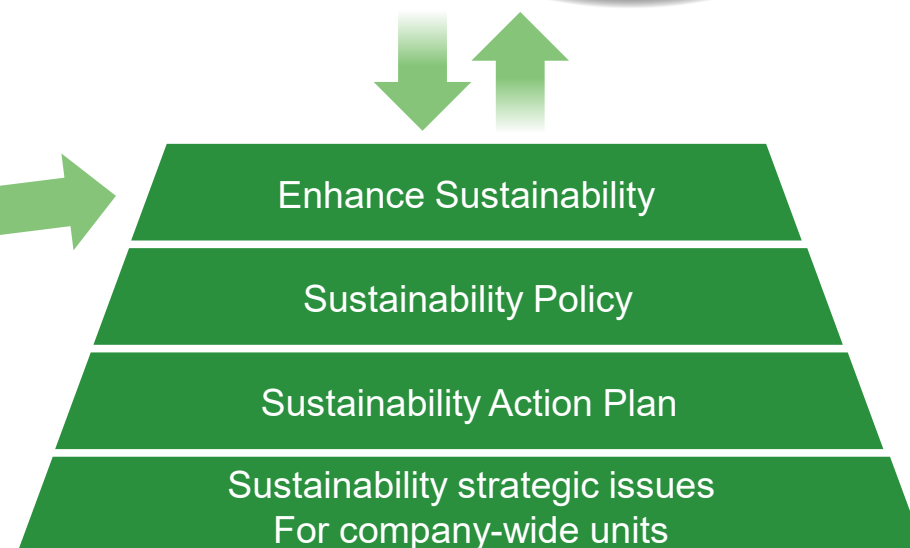 Enhance Sustainability
Sustainability Policy
Sustainability Action Plan
Sustainability strategic issues
For company-wide units